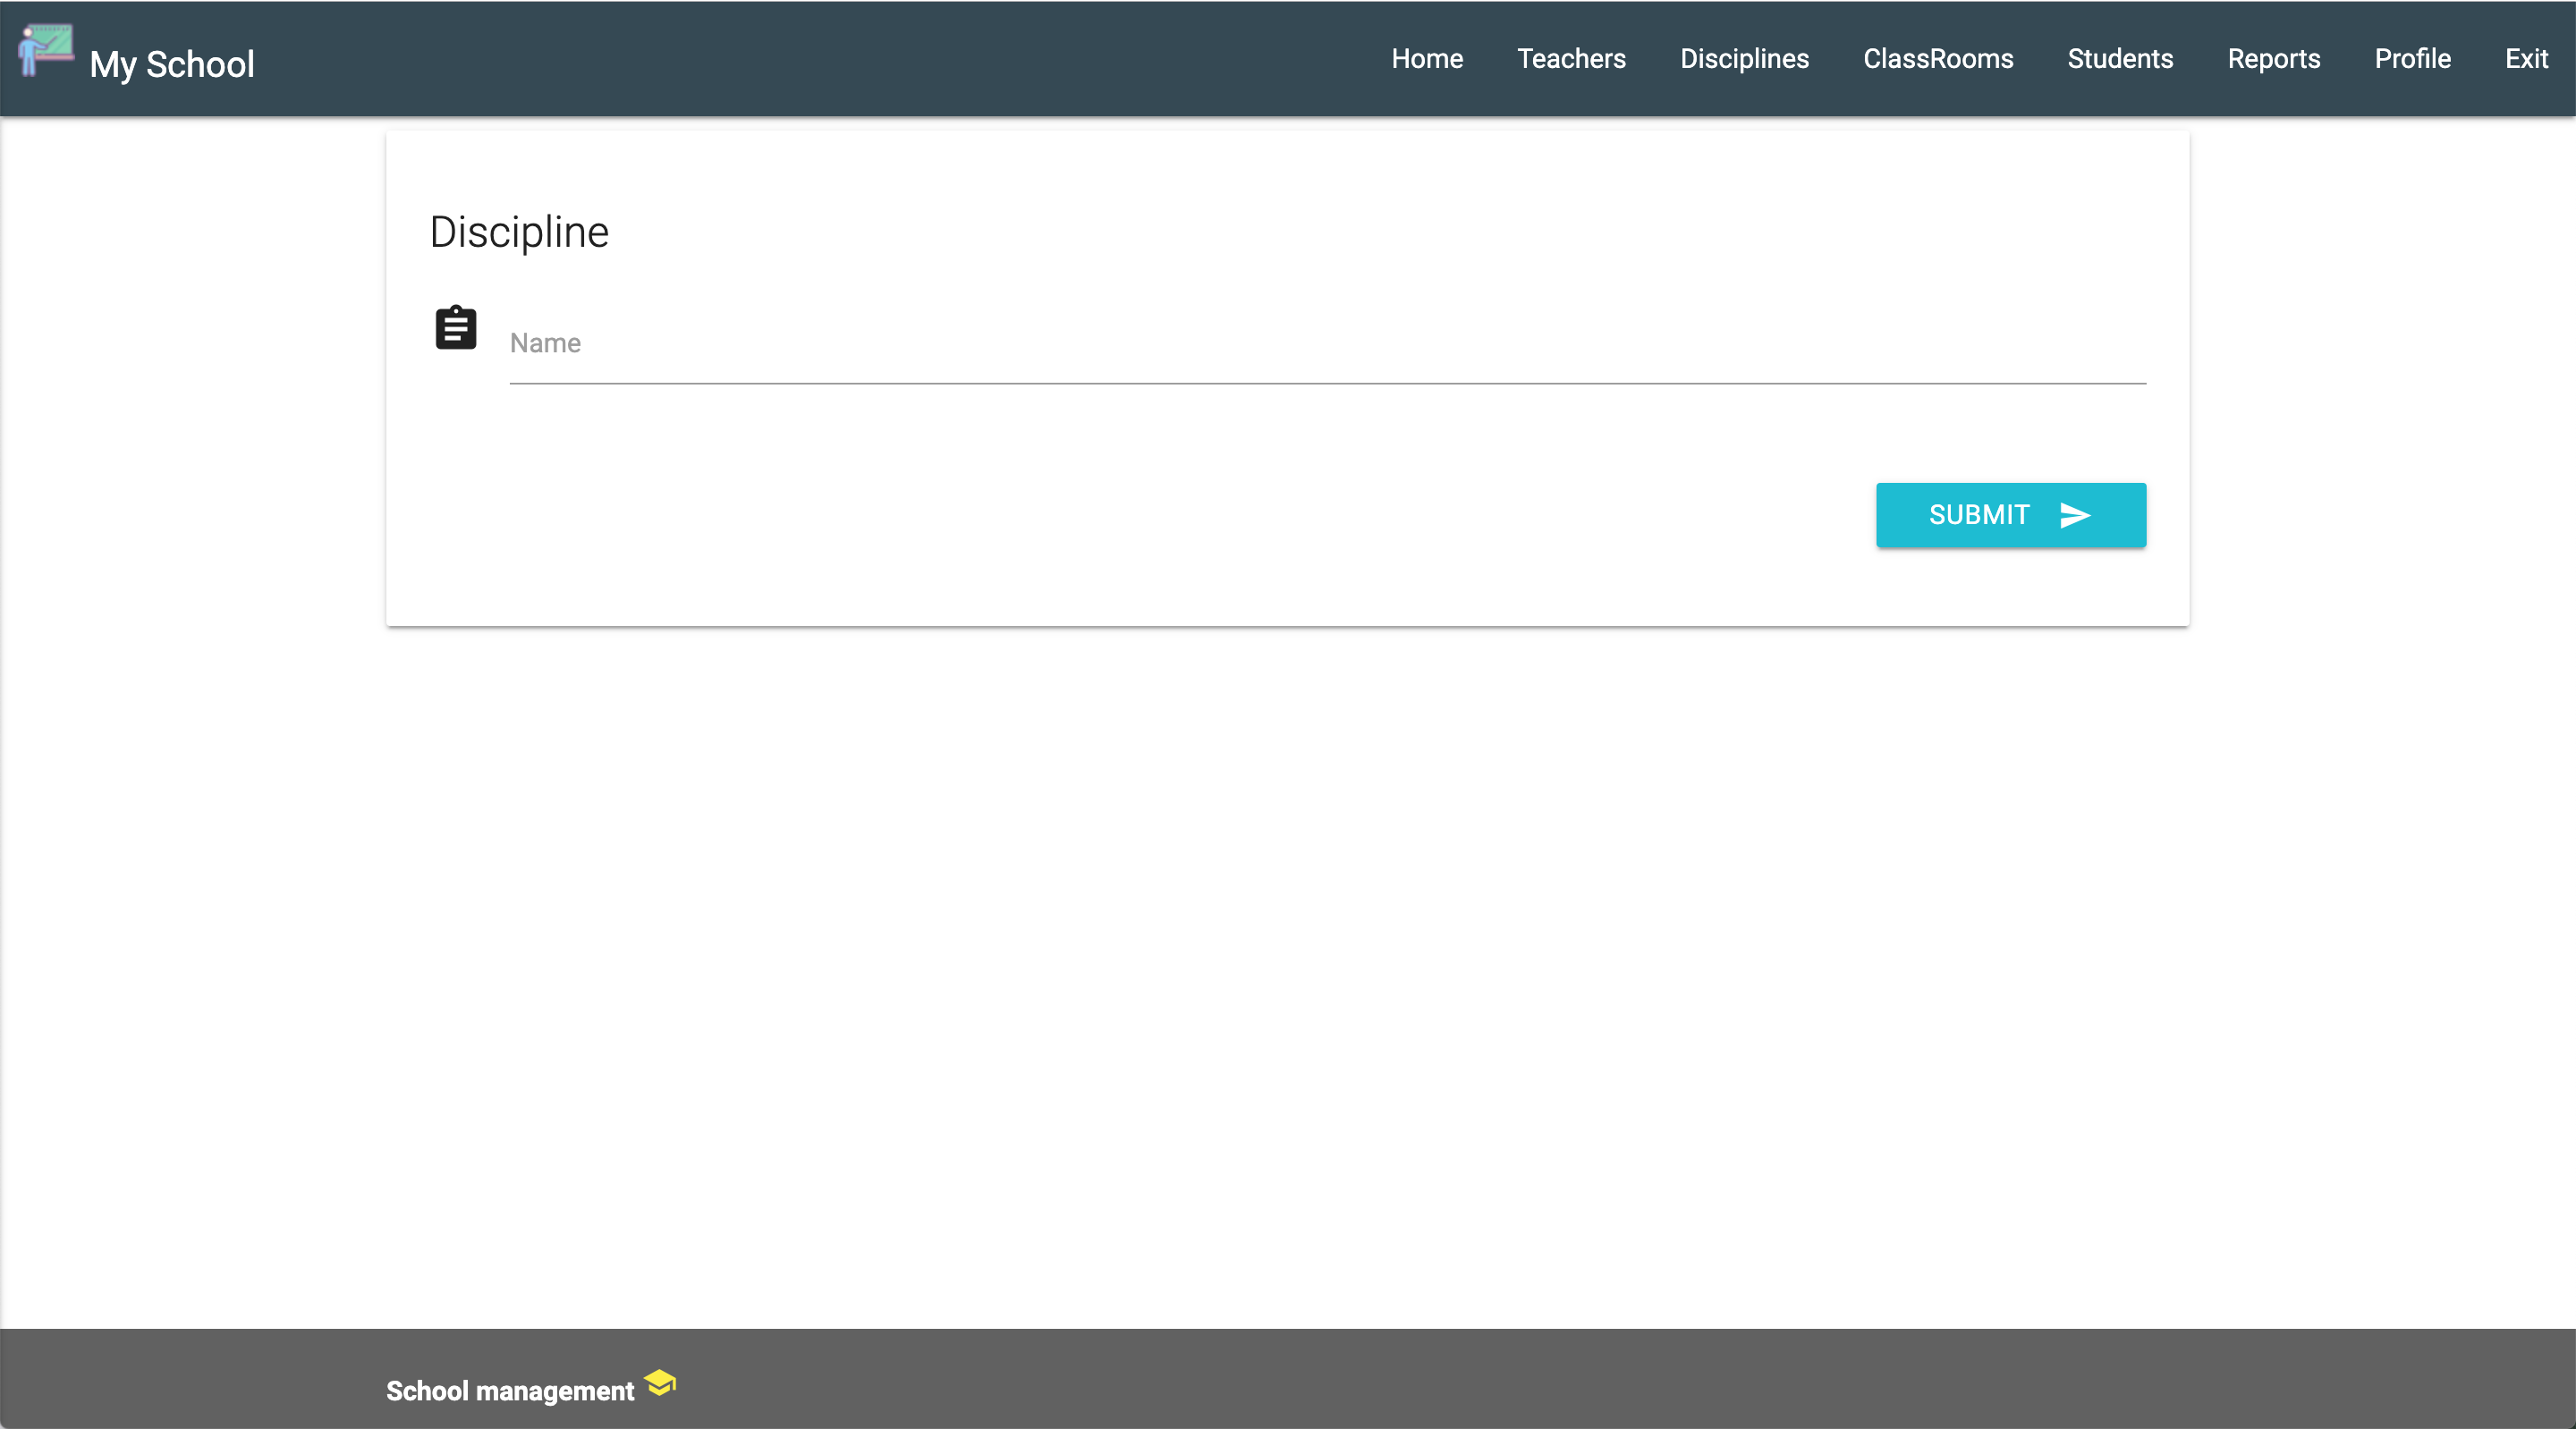 My School
Home Teachers Disciplines ClassRooms Students Reports Profile Exit
Discipline
Name
SUBMIT
School management